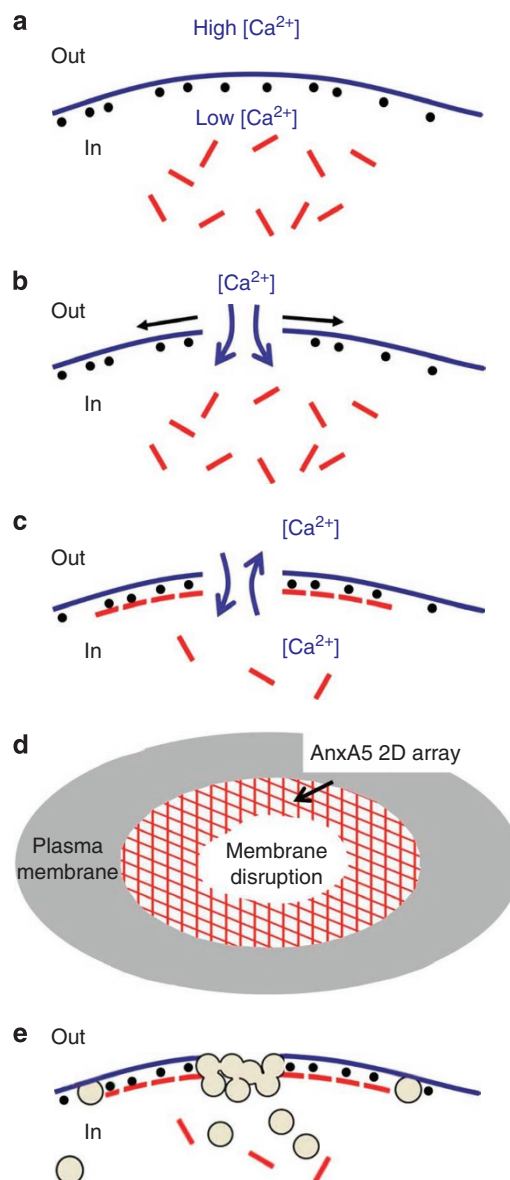 a
High [Ca²⁺]
Out
Low [Ca²⁺]
In
b
[Ca²⁺]
Out
In
c
[Ca²⁺]
Out
In
[Ca²⁺]
d
AnxA5 2D array
Plasma
membrane
Membrane
disruption
e
Out
In